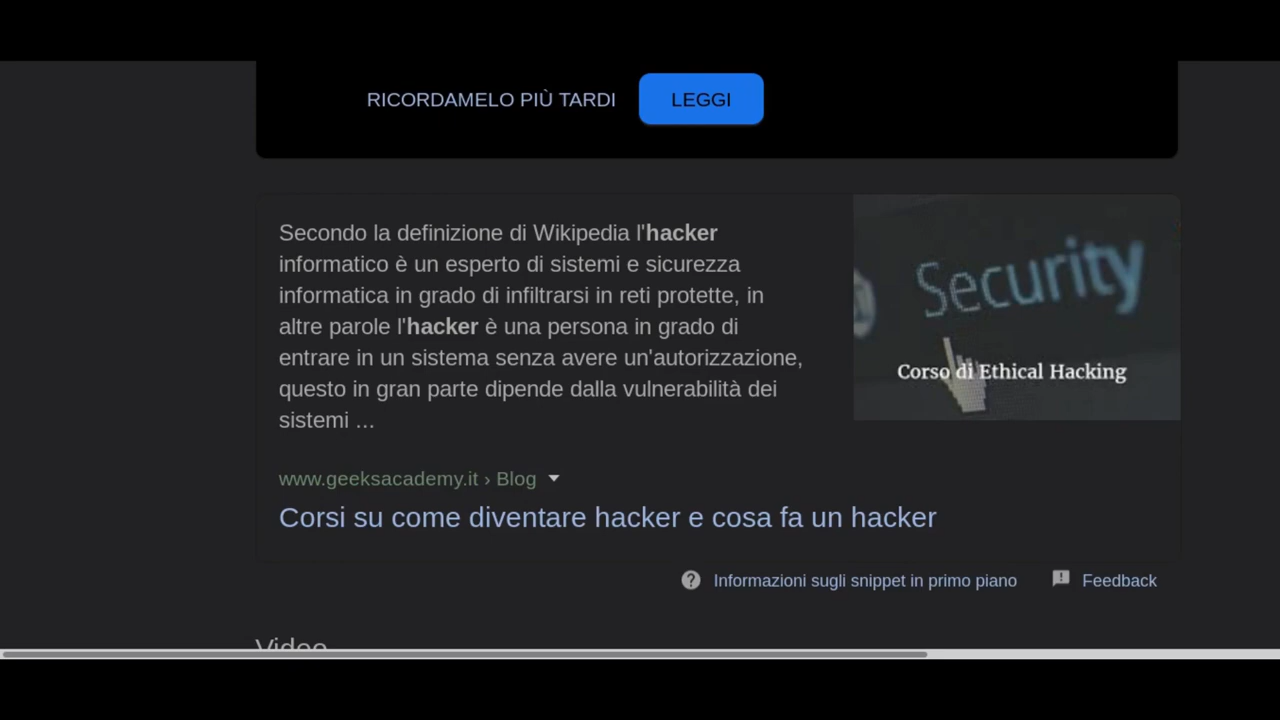 RICORDAMELO PIÙ TARDI LEGGI
Secondo la definizione di Wikipedia l'hacker
informatico è un esperto di sistemi e sicurezza
informatica in grado di infiltrarsi in reti protette, in
altre parole l'hacker è una persona in grado di
entrare in un sistema senza avere un'autorizzazione,
questo in gran parte dipende dalla vulnerabilità dei
sistemi ...
Security
Corso di Ethical Hacking
www.geeksacademy.it › Blog
Corsi su come diventare hacker e cosa fa un hacker
Informazioni sugli snippet in primo piano Feedback
Video